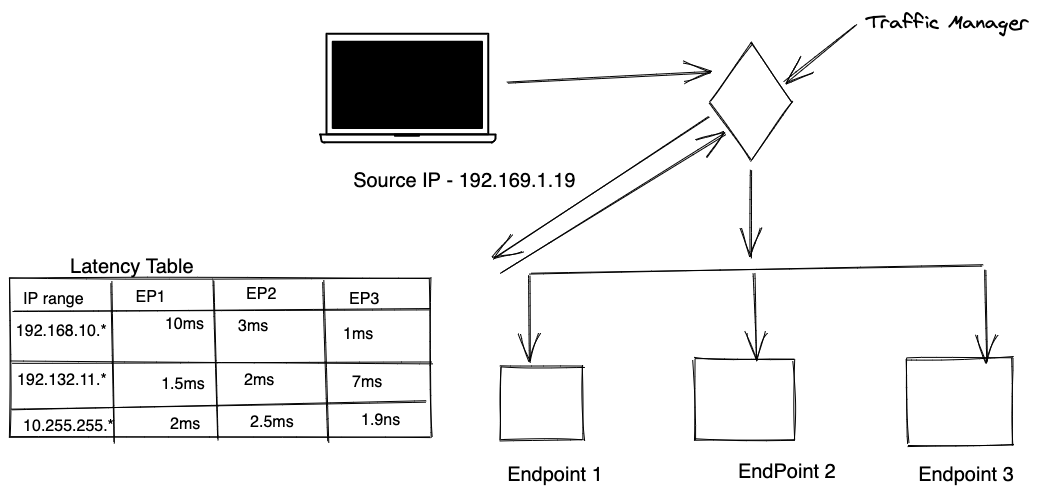 Traffic Manager
Source IP - 192.169.1.19
Latency Table
IP range EP1 EP2 EP3
192.168.10.* 10ms 3ms 1ms
192.132.11.* 1.5ms 2ms 7ms
10.255.255.* 2ms 2.5ms 1.9ns
Endpoint 1 EndPoint 2 Endpoint 3